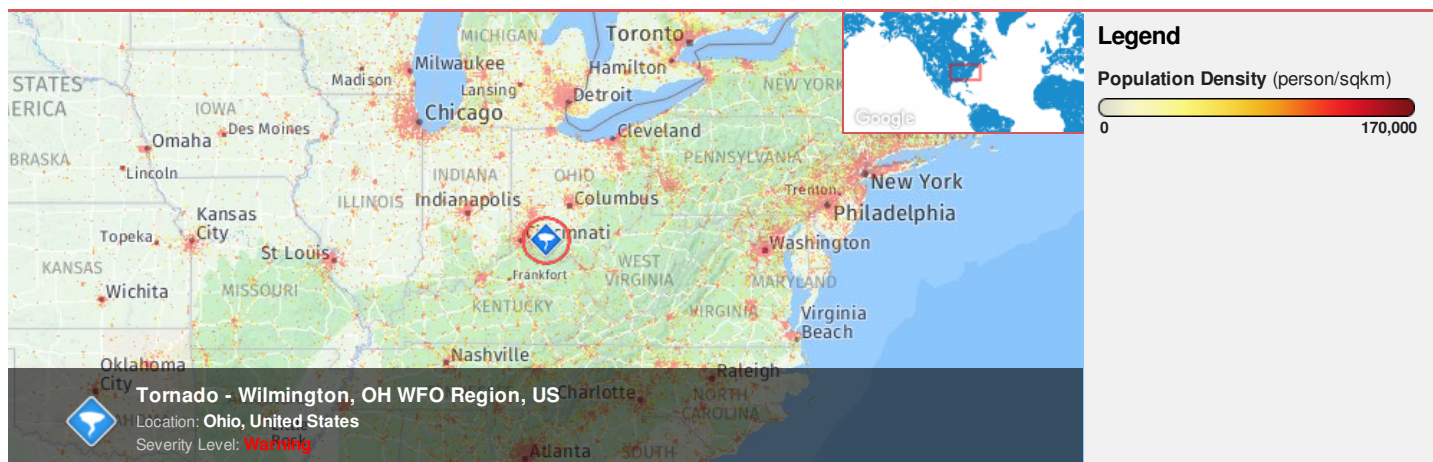 MICHIGAN
Toronto
Milwaukee
Hamilton
Madison
Lansing
NEW YORK
STATES
Detroit
ERICA
IOWA
Chicago
Des Moines
Cleveland
Omaha
BRASKA
PENNSYLVANIA
Lincoln
INDIANA
OHIO
New York
Trenton
ILLINOIS
Indianapolis
Columbus
Philadelphia
Kansas
City
Topeka
Cincinnati
Washington
St Louis
KANSAS
Frankfort
WEST
VIRGINIA
MARYLAND
Wichita
MISSOURI
KENTUCKY
VIRGINIA
Virginia
Beach
Nashville
Oklahoma
City
Raleigh
Charlotte
NORTH
CAROLINA
Little
Rock
Atlanta
SOUTH
Google
Tornado - Wilmington, OH WFO Region, US
Location: Ohio, United States
Severity Level: Warning
Legend
Population Density (person/sqkm)
0 170,000